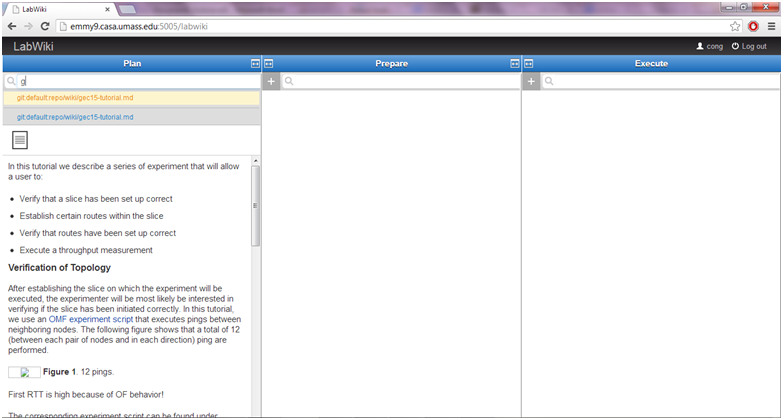 LabWiki
emmy9.casa.umass.edu:5005/labwiki
LabWiki
cong
Log out
Plan
Prepare
Execute
g
git:default:repo/wiki/gec15-tutorial.md
git:default:repo/wiki/gec15-tutorial.md
In this tutorial we describe a series of experiment that will allow
a user to:
• Verify that a slice has been set up correct
• Establish certain routes within the slice
• Verify that routes have been set up correct
• Execute a throughput measurement
Verification of Topology
After establishing the slice on which the experiment will be
executed, the experimenter will be most likely be interested in
verifying if the slice has been initiated correctly. In this tutorial,
we use an OMF experiment script that executes pings between
neighboring nodes. The following figure shows that a total of 12
(between each pair of nodes and in each direction) ping are
performed.
Figure 1. 12 pings.
First RTT is high because of OF behavior!
The corresponding experiment script can be found under